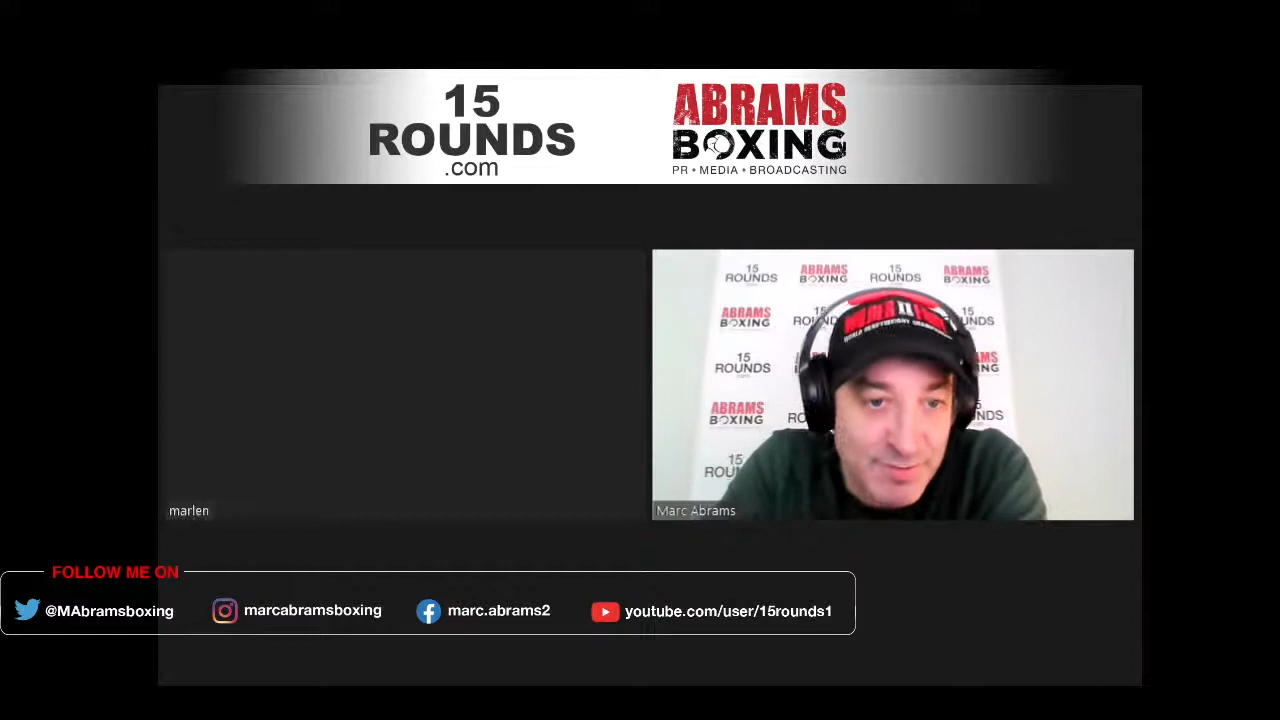 15
ROUNDS
.com
ABRAMS
BOXING
PR • MEDIA • BROADCASTING
15
ROUNDS
ABRAMS
BOXING
15
ROUNDS
ABRAMS
BOXING
ABRAMS
BOXING
15
ROUNDS
ABRAMS
BOXING
15
marlen
Marc Abrams
FOLLOW ME ON
@MAbramsboxing
marcabramsboxing
marc.abrams2
youtube.com/user/15rounds1